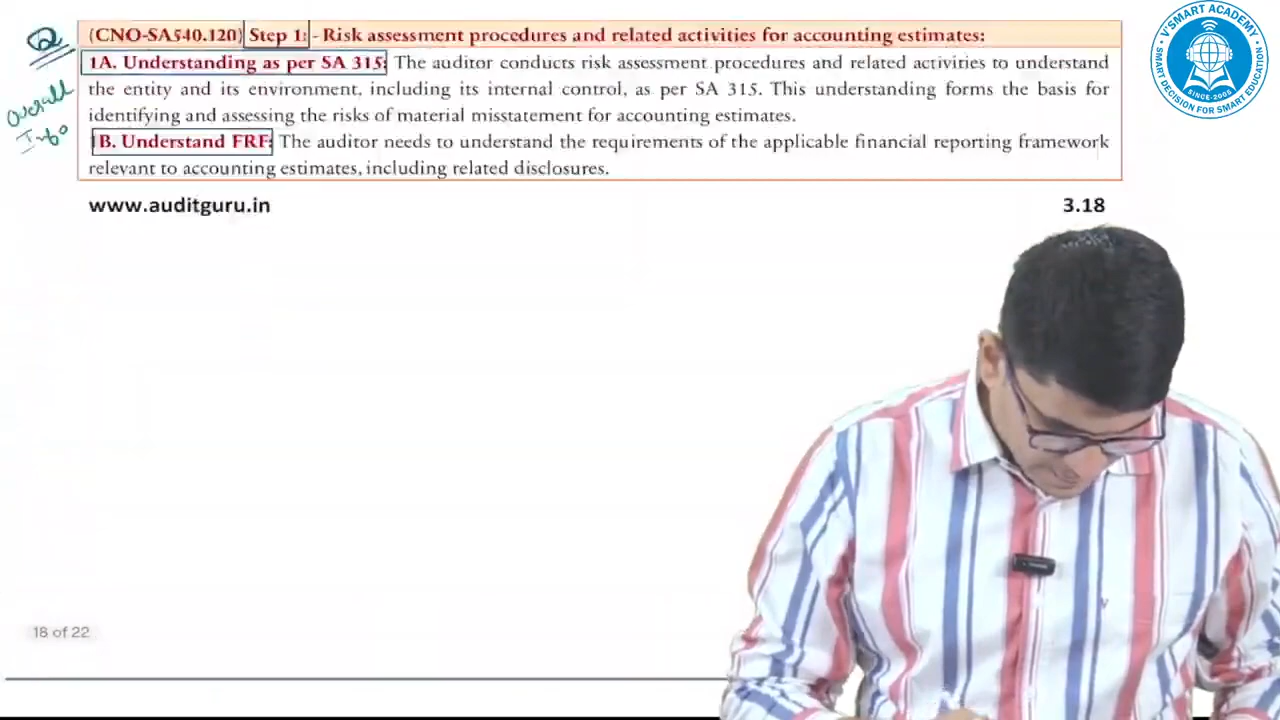 Q
Overall
Info
(CNO-SA540.120) Step 1: - Risk assessment procedures and related activities for accounting estimates:
1A. Understanding as per SA 315: The auditor conducts risk assessment procedures and related activities to understand
the entity and its environment, including its internal control, as per SA 315. This understanding forms the basis for
identifying and assessing the risks of material misstatement for accounting estimates.
1B. Understand FRF: The auditor needs to understand the requirements of the applicable financial reporting framework
relevant to accounting estimates, including related disclosures.
www.auditguru.in 3.18
V'SMART ACADEMY
SINCE-2005
SMART DECISION FOR SMART EDUCATION
18 of 22